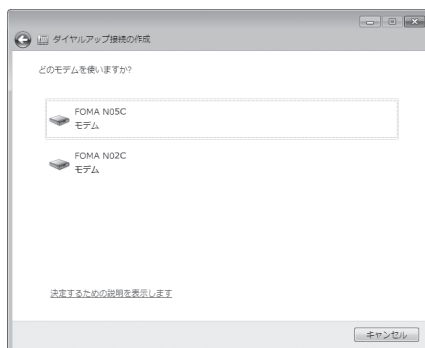 ダイヤルアップ接続の作成
どのモデムを使いますか?
FOMA N05C
モデム
FOMA N02C
モデム
決定するための説明を表示します
キャンセル